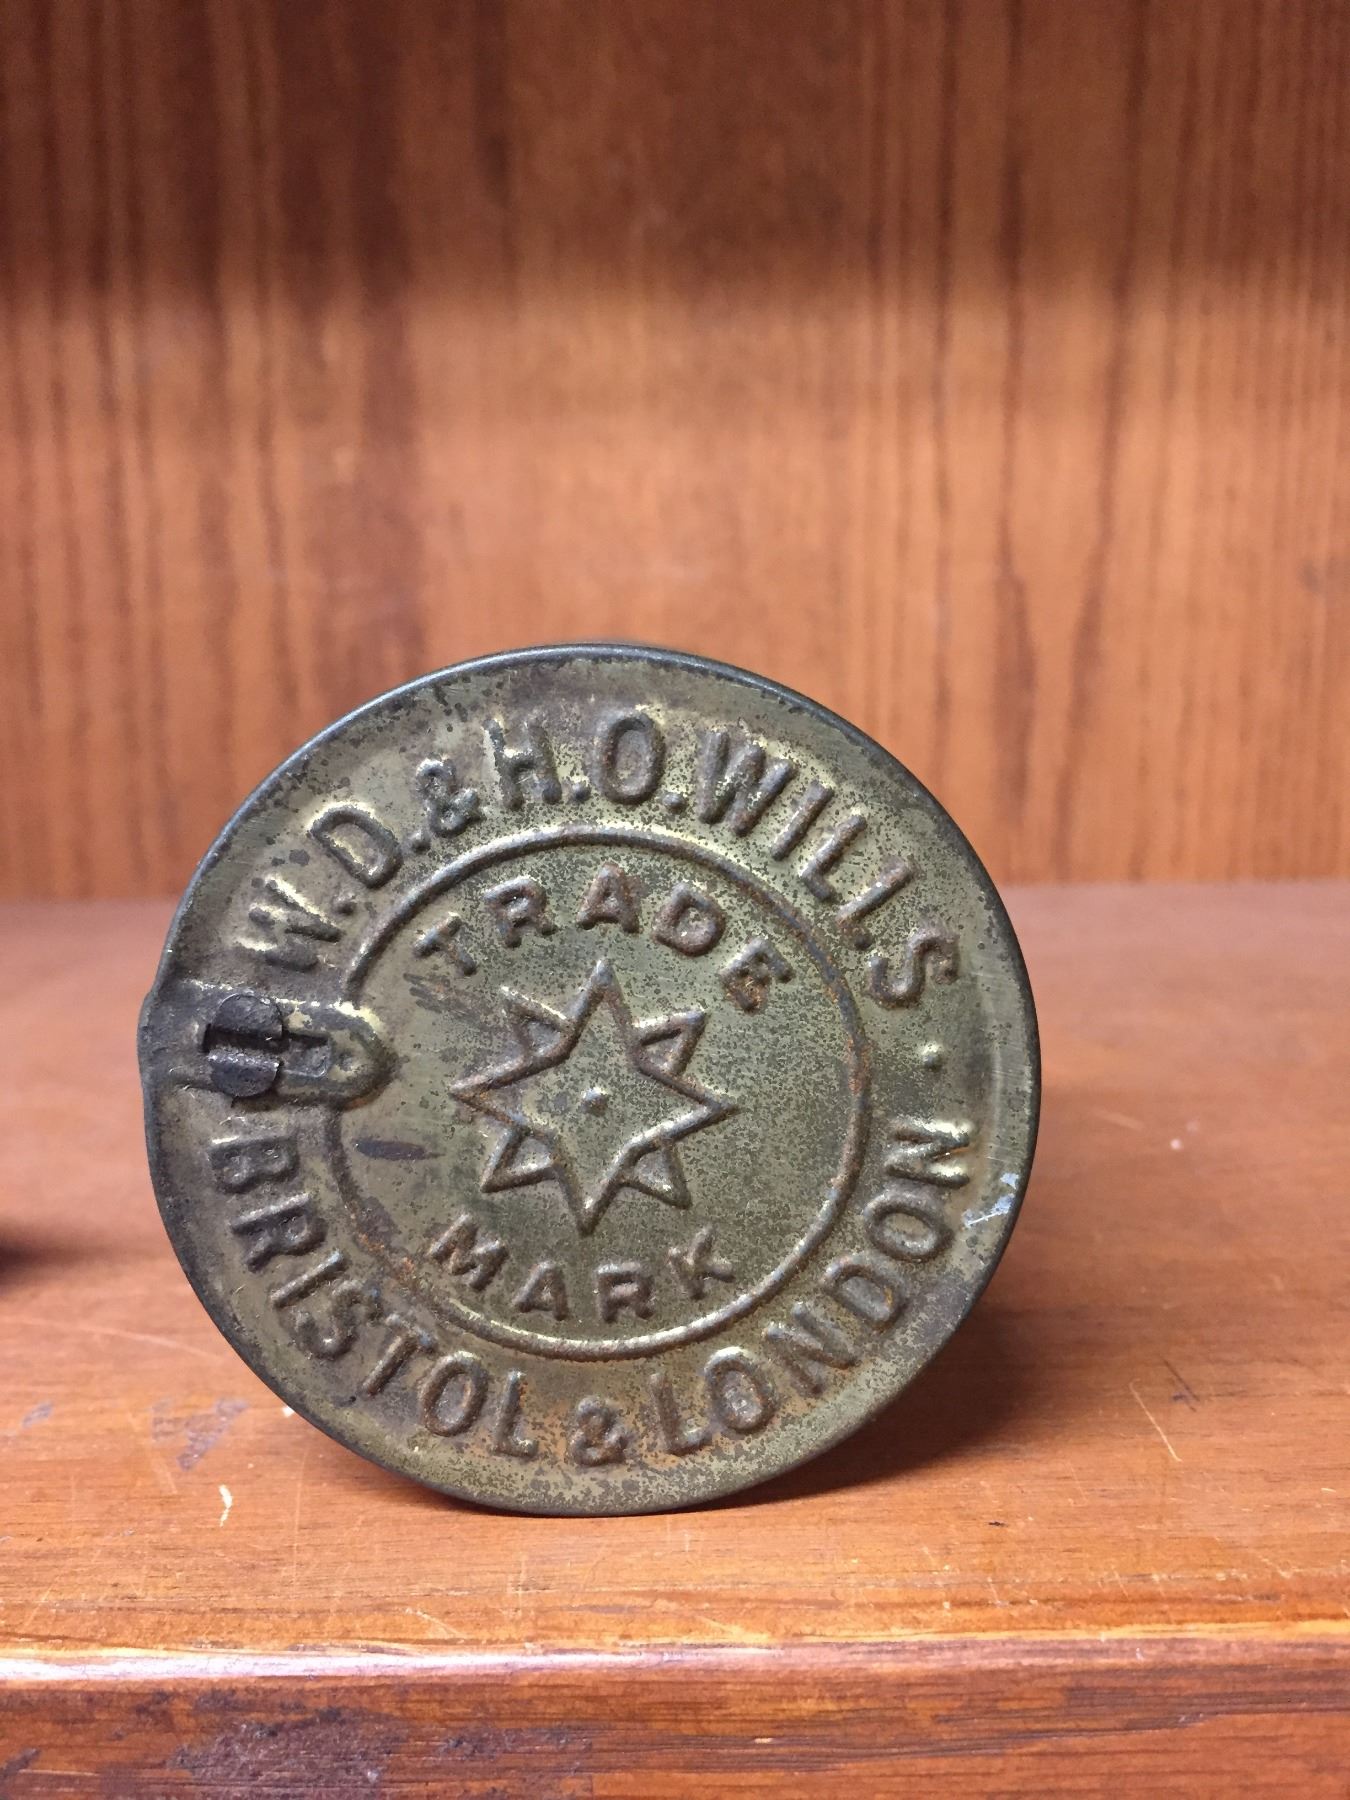 W.D. & H.O. WILLS ·
BRISTOL & LONDON
TRADE
MARK